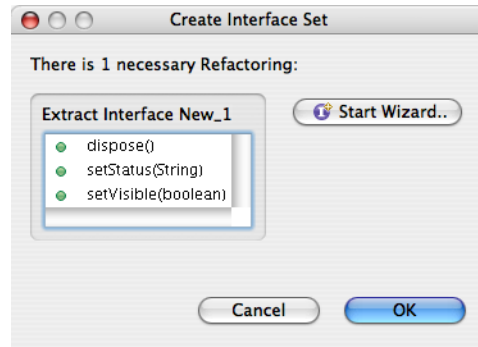 Create Interface Set
There is 1 necessary Refactoring:
Extract Interface New_1
Start Wizard..
dispose()
setStatus(String)
setVisible(boolean)
Cancel
OK